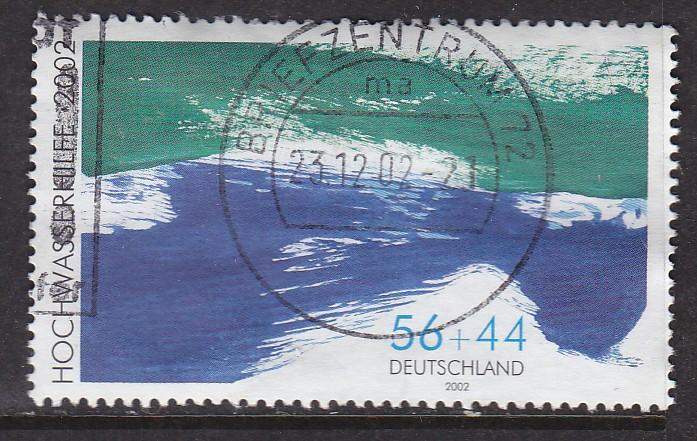 HOCHWASSERHILFE 2002
BRIEFZENTRUM 12
ma
23.12.02-21
56+44
DEUTSCHLAND
2002